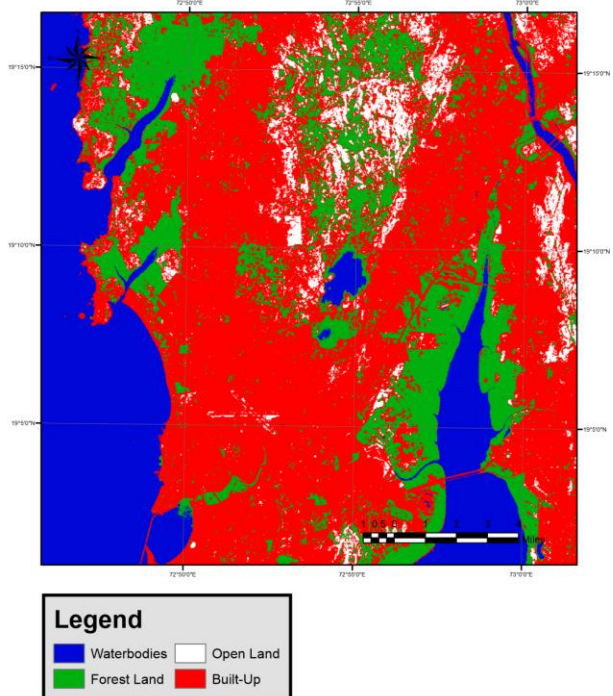 72°50'0"E 72°55'0"E 73°0'0"E
19°15'0"N 19°15'0"N
19°10'0"N 19°10'0"N
19°5'0"N 19°5'0"N
1 0.5 0 1 2 3 4
Miles
72°50'0"E 72°55'0"E 73°0'0"E
Legend
Waterbodies Open Land
Forest Land Built-Up